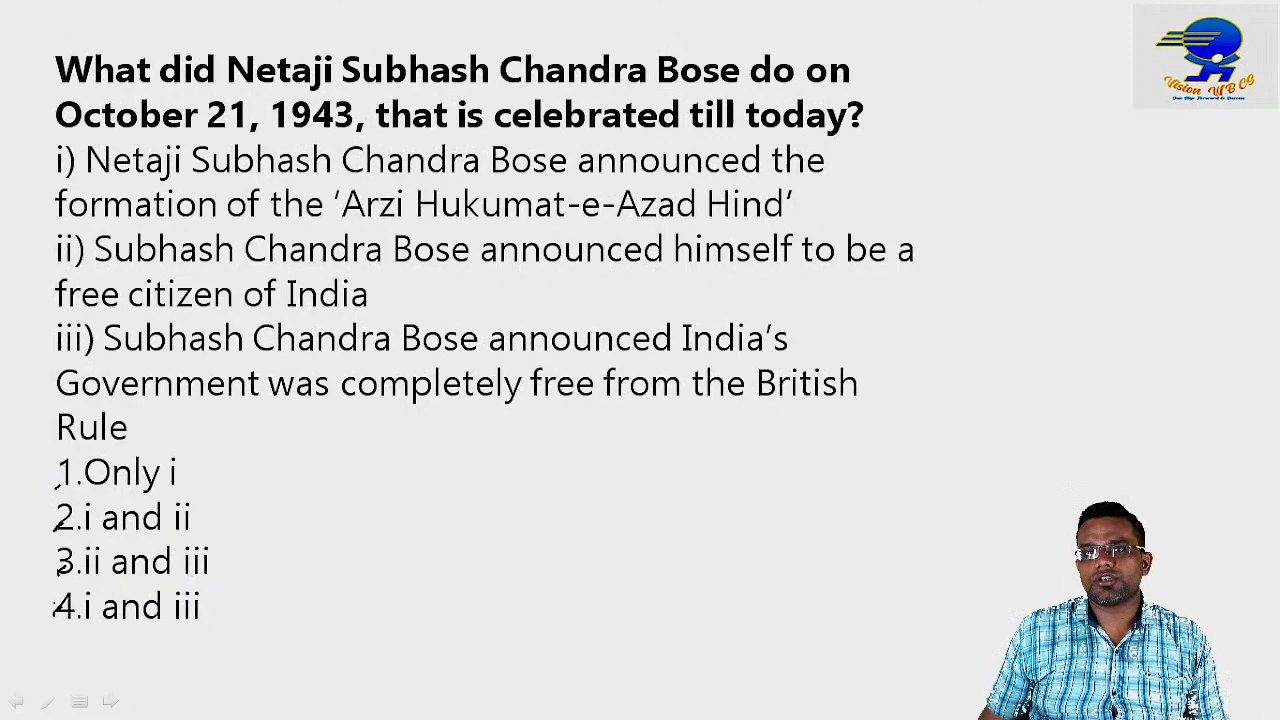 What did Netaji Subhash Chandra Bose do on
October 21, 1943, that is celebrated till today?
i) Netaji Subhash Chandra Bose announced the
formation of the ‘Arzi Hukumat-e-Azad Hind’
ii) Subhash Chandra Bose announced himself to be a
free citizen of India
iii) Subhash Chandra Bose announced India’s
Government was completely free from the British
Rule
1.Only i
2.i and ii
3.ii and iii
4.i and iii
Vision